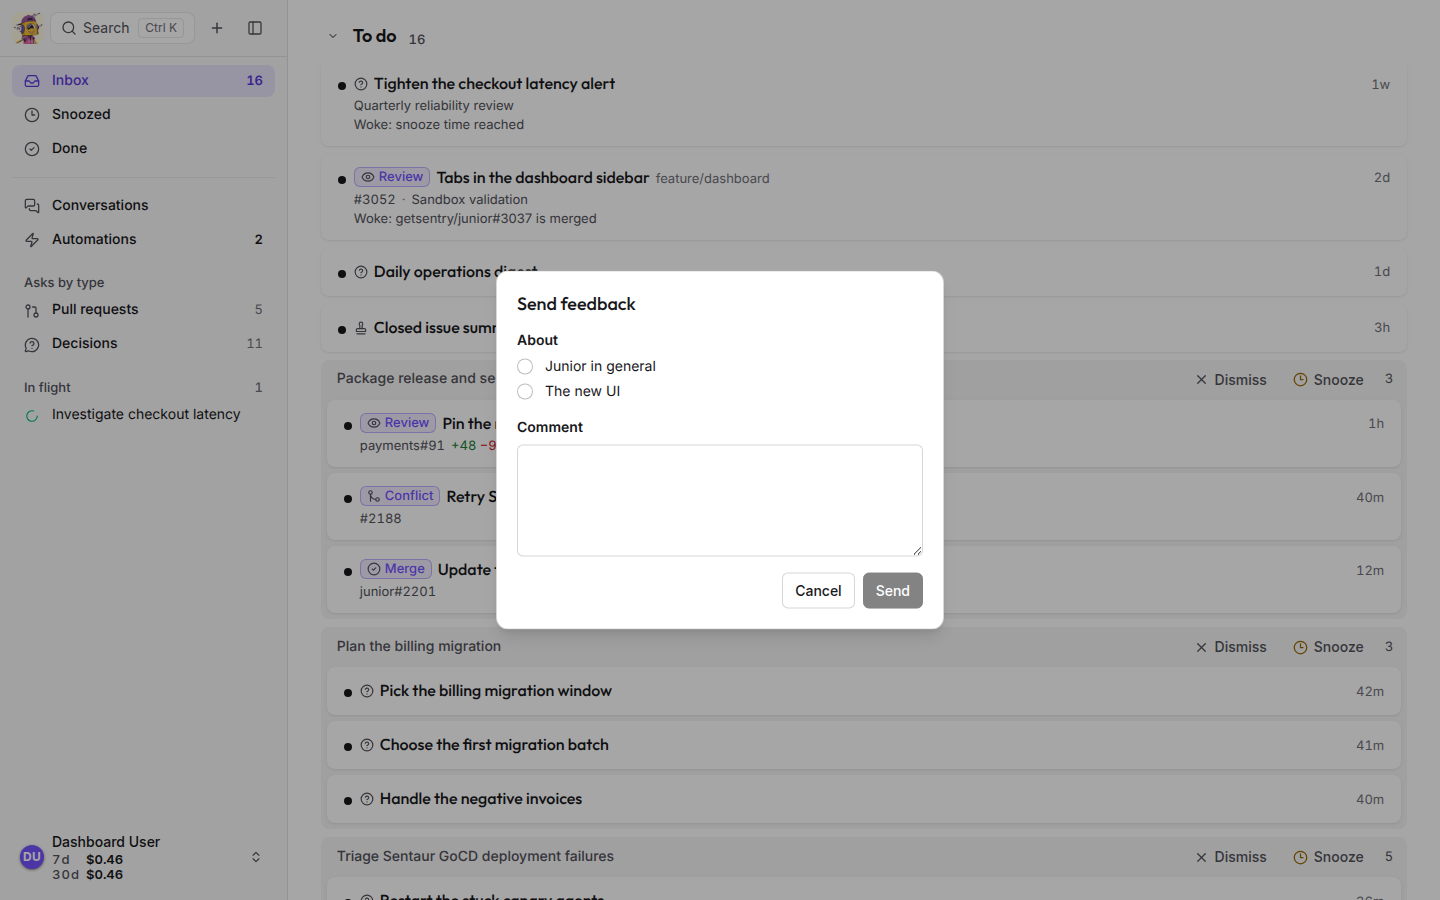 Search Ctrl K
Inbox 16
Snoozed
Done
Conversations
Automations 2
Asks by type
Pull requests 5
Decisions 11
In flight 1
Investigate checkout latency
Dashboard User
DU
7d $0.46
30d $0.46
To do 16
Tighten the checkout latency alert 1w
Quarterly reliability review
Woke: snooze time reached
Review Tabs in the dashboard sidebar feature/dashboard 2d
#3052 · Sandbox validation
Woke: getsentry/junior#3037 is merged
Daily operations digest 1d
Closed issue 3h
Package release and Dismiss Snooze 3
Review Pin the 1h
payments#91 +48
Conflict Retry 40m
#2188
Merge Update 12m
junior#2201
Plan the billing migration Dismiss Snooze 3
Pick the billing migration window 42m
Choose the first migration batch 41m
Handle the negative invoices 40m
Triage Sentaur GoCD deployment failures Dismiss Snooze 5
Restart the stuck canary agents
Send feedback
About
Junior in general
The new UI
Comment
Cancel Send